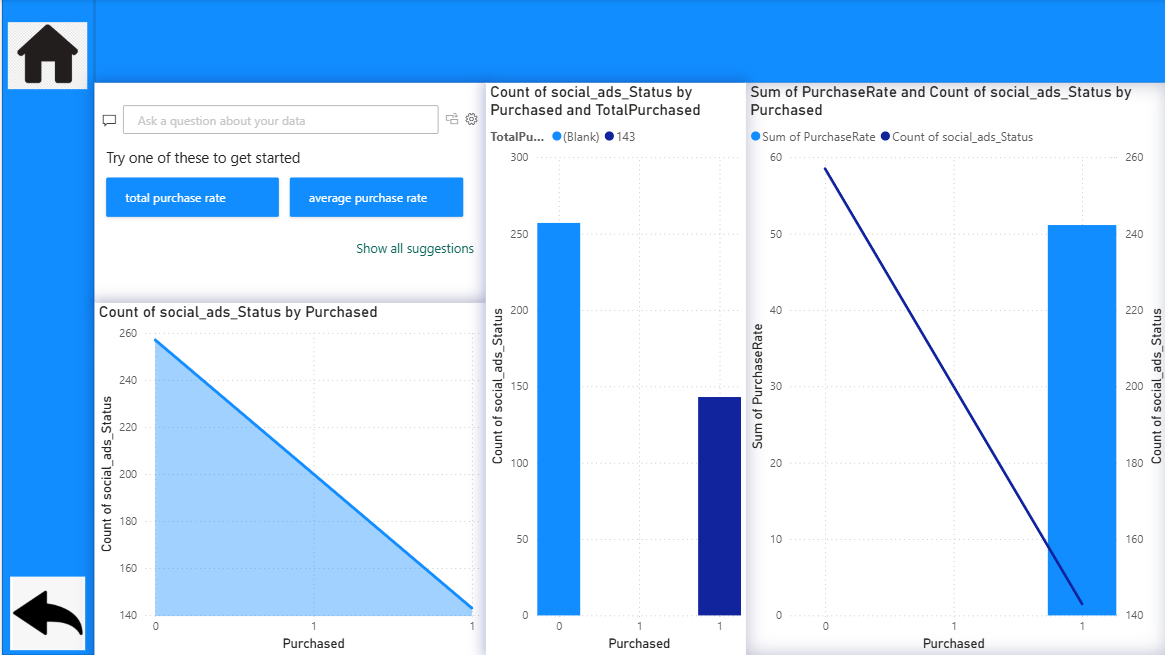 Ask a question about your data
Try one of these to get started
total purchase rate
average purchase rate
Show all suggestions
Count of social_ads_Status by Purchased
Count of social_ads_Status
260
240
220
200
180
160
140
0
1
1
Purchased
Count of social_ads_Status by
Purchased and TotalPurchased
TotalPu... (Blank) 143
Count of social_ads_Status
300
250
200
150
100
50
0
0
1
1
Purchased
Sum of PurchaseRate and Count of social_ads_Status by
Purchased
Sum of PurchaseRate Count of social_ads_Status
Sum of PurchaseRate
60
50
40
30
20
10
0
260
240
220
200
180
160
140
Count of social_ads_Status
0
1
1
Purchased